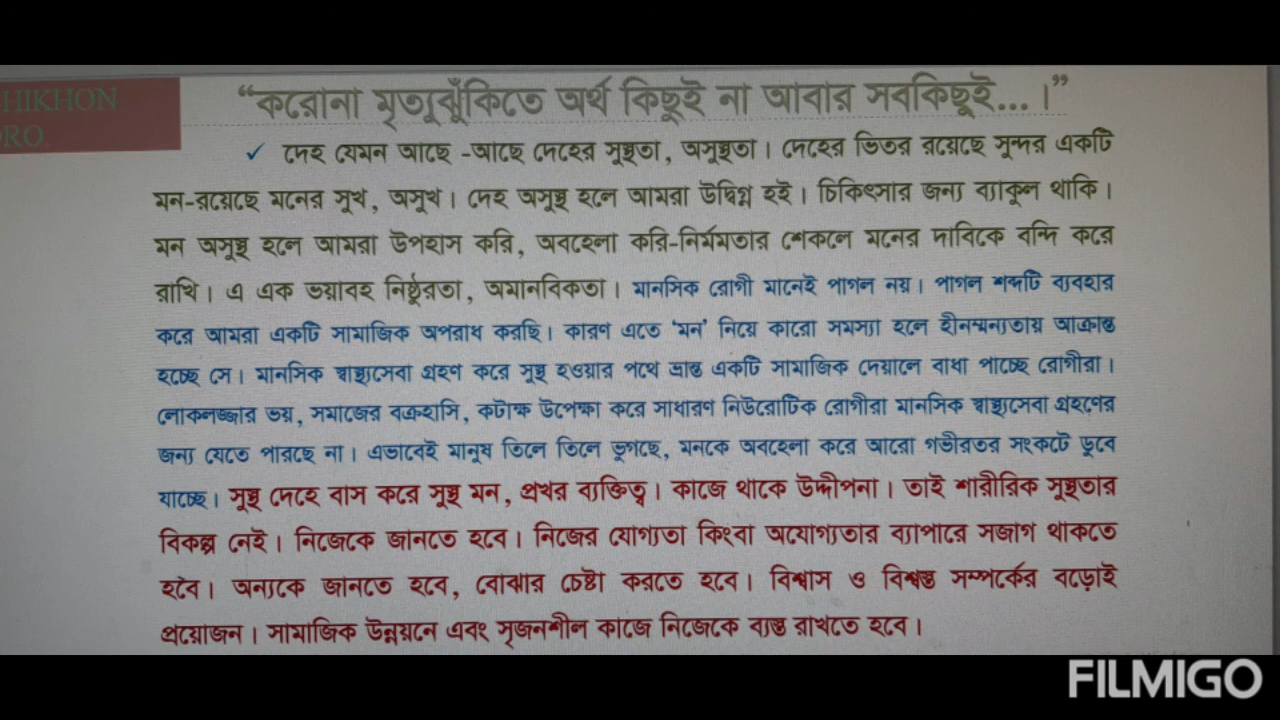 HIKHON
ORO
“করোনা মৃত্যুঝুঁকিতে অর্থ কিছুই না আবার সবকিছুই...।”
✓ দেহ যেমন আছে -আছে দেহের সুস্থতা, অসুস্থতা। দেহের ভিতর রয়েছে সুন্দর একটি
মন-রয়েছে মনের সুখ, অসুখ। দেহ অসুস্থ হলে আমরা উদ্বিগ্ন হই। চিকিৎসার জন্য ব্যাকুল থাকি।
মন অসুস্থ হলে আমরা উপহাস করি, অবহেলা করি-নির্মমতার শেকলে মনের দাবিকে বন্দি করে
রাখি। এ এক ভয়াবহ নিষ্ঠুরতা, অমানবিকতা। মানসিক রোগী মানেই পাগল নয়। পাগল শব্দটি ব্যবহার
করে আমরা একটি সামাজিক অপরাধ করছি। কারণ এতে ‘মন’ নিয়ে কারো সমস্যা হলে হীনম্মন্যতায় আক্রান্ত
হচ্ছে সে। মানসিক স্বাস্থ্যসেবা গ্রহণ করে সুস্থ হওয়ার পথে ভ্রান্ত একটি সামাজিক দেয়ালে বাধা পাচ্ছে রোগীরা।
লোকলজ্জার ভয়, সমাজের বক্রহাসি, কটাক্ষ উপেক্ষা করে সাধারণ নিউরোটিক রোগীরা মানসিক স্বাস্থ্যসেবা গ্রহণের
জন্য যেতে পারছে না। এভাবেই মানুষ তিলে তিলে ভুগছে, মনকে অবহেলা করে আরো গভীরতর সংকটে ডুবে
যাচ্ছে। সুস্থ দেহে বাস করে সুস্থ মন, প্রখর ব্যক্তিত্ব। কাজে থাকে উদ্দীপনা। তাই শারীরিক সুস্থতার
বিকল্প নেই। নিজেকে জানতে হবে। নিজের যোগ্যতা কিংবা অযোগ্যতার ব্যাপারে সজাগ থাকতে
হবে। অন্যকে জানতে হবে, বোঝার চেষ্টা করতে হবে। বিশ্বাস ও বিশ্বস্ত সম্পর্কের বড়োই
প্রয়োজন। সামাজিক উন্নয়নে এবং সৃজনশীল কাজে নিজেকে ব্যস্ত রাখতে হবে।
FILMIGO